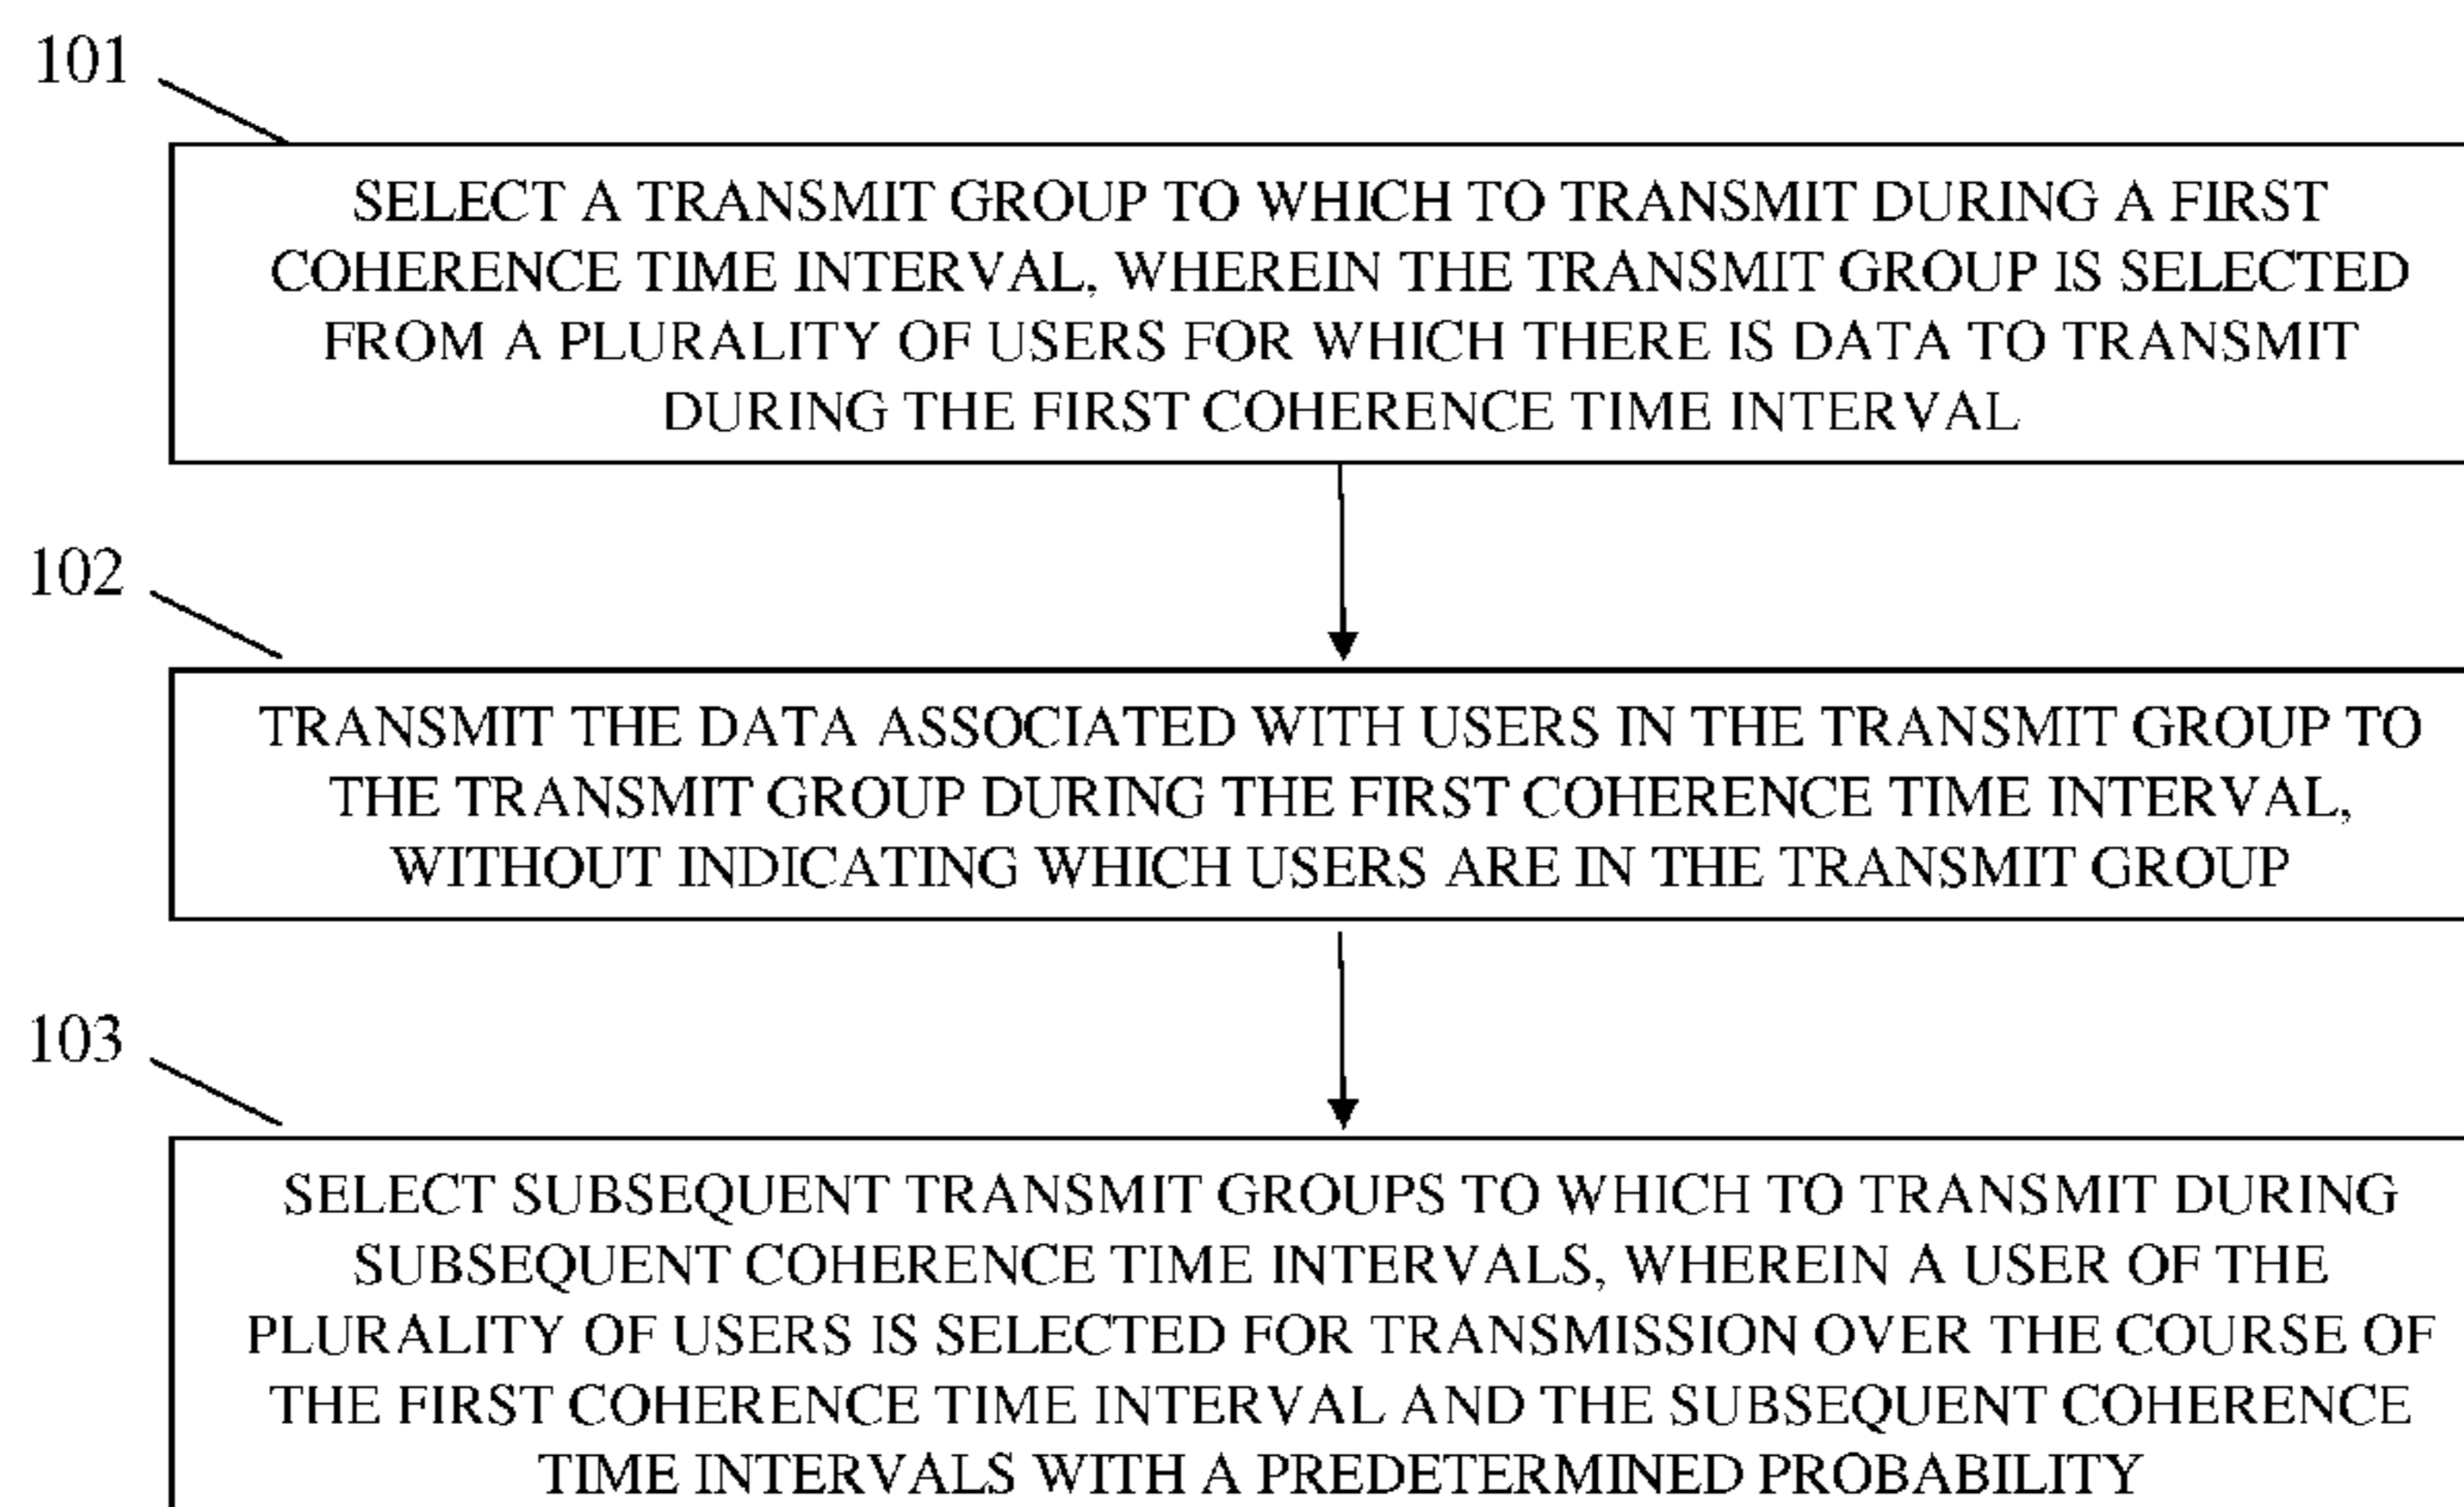 101
SELECT A TRANSMIT GROUP TO WHICH TO TRANSMIT DURING A FIRST
COHERENCE TIME INTERVAL, WHEREIN THE TRANSMIT GROUP IS SELECTED
FROM A PLURALITY OF USERS FOR WHICH THERE IS DATA TO TRANSMIT
DURING THE FIRST COHERENCE TIME INTERVAL
102
TRANSMIT THE DATA ASSOCIATED WITH USERS IN THE TRANSMIT GROUP TO
THE TRANSMIT GROUP DURING THE FIRST COHERENCE TIME INTERVAL,
WITHOUT INDICATING WHICH USERS ARE IN THE TRANSMIT GROUP
103
SELECT SUBSEQUENT TRANSMIT GROUPS TO WHICH TO TRANSMIT DURING
SUBSEQUENT COHERENCE TIME INTERVALS, WHEREIN A USER OF THE
PLURALITY OF USERS IS SELECTED FOR TRANSMISSION OVER THE COURSE OF
THE FIRST COHERENCE TIME INTERVAL AND THE SUBSEQUENT COHERENCE
TIME INTERVALS WITH A PREDETERMINED PROBABILITY